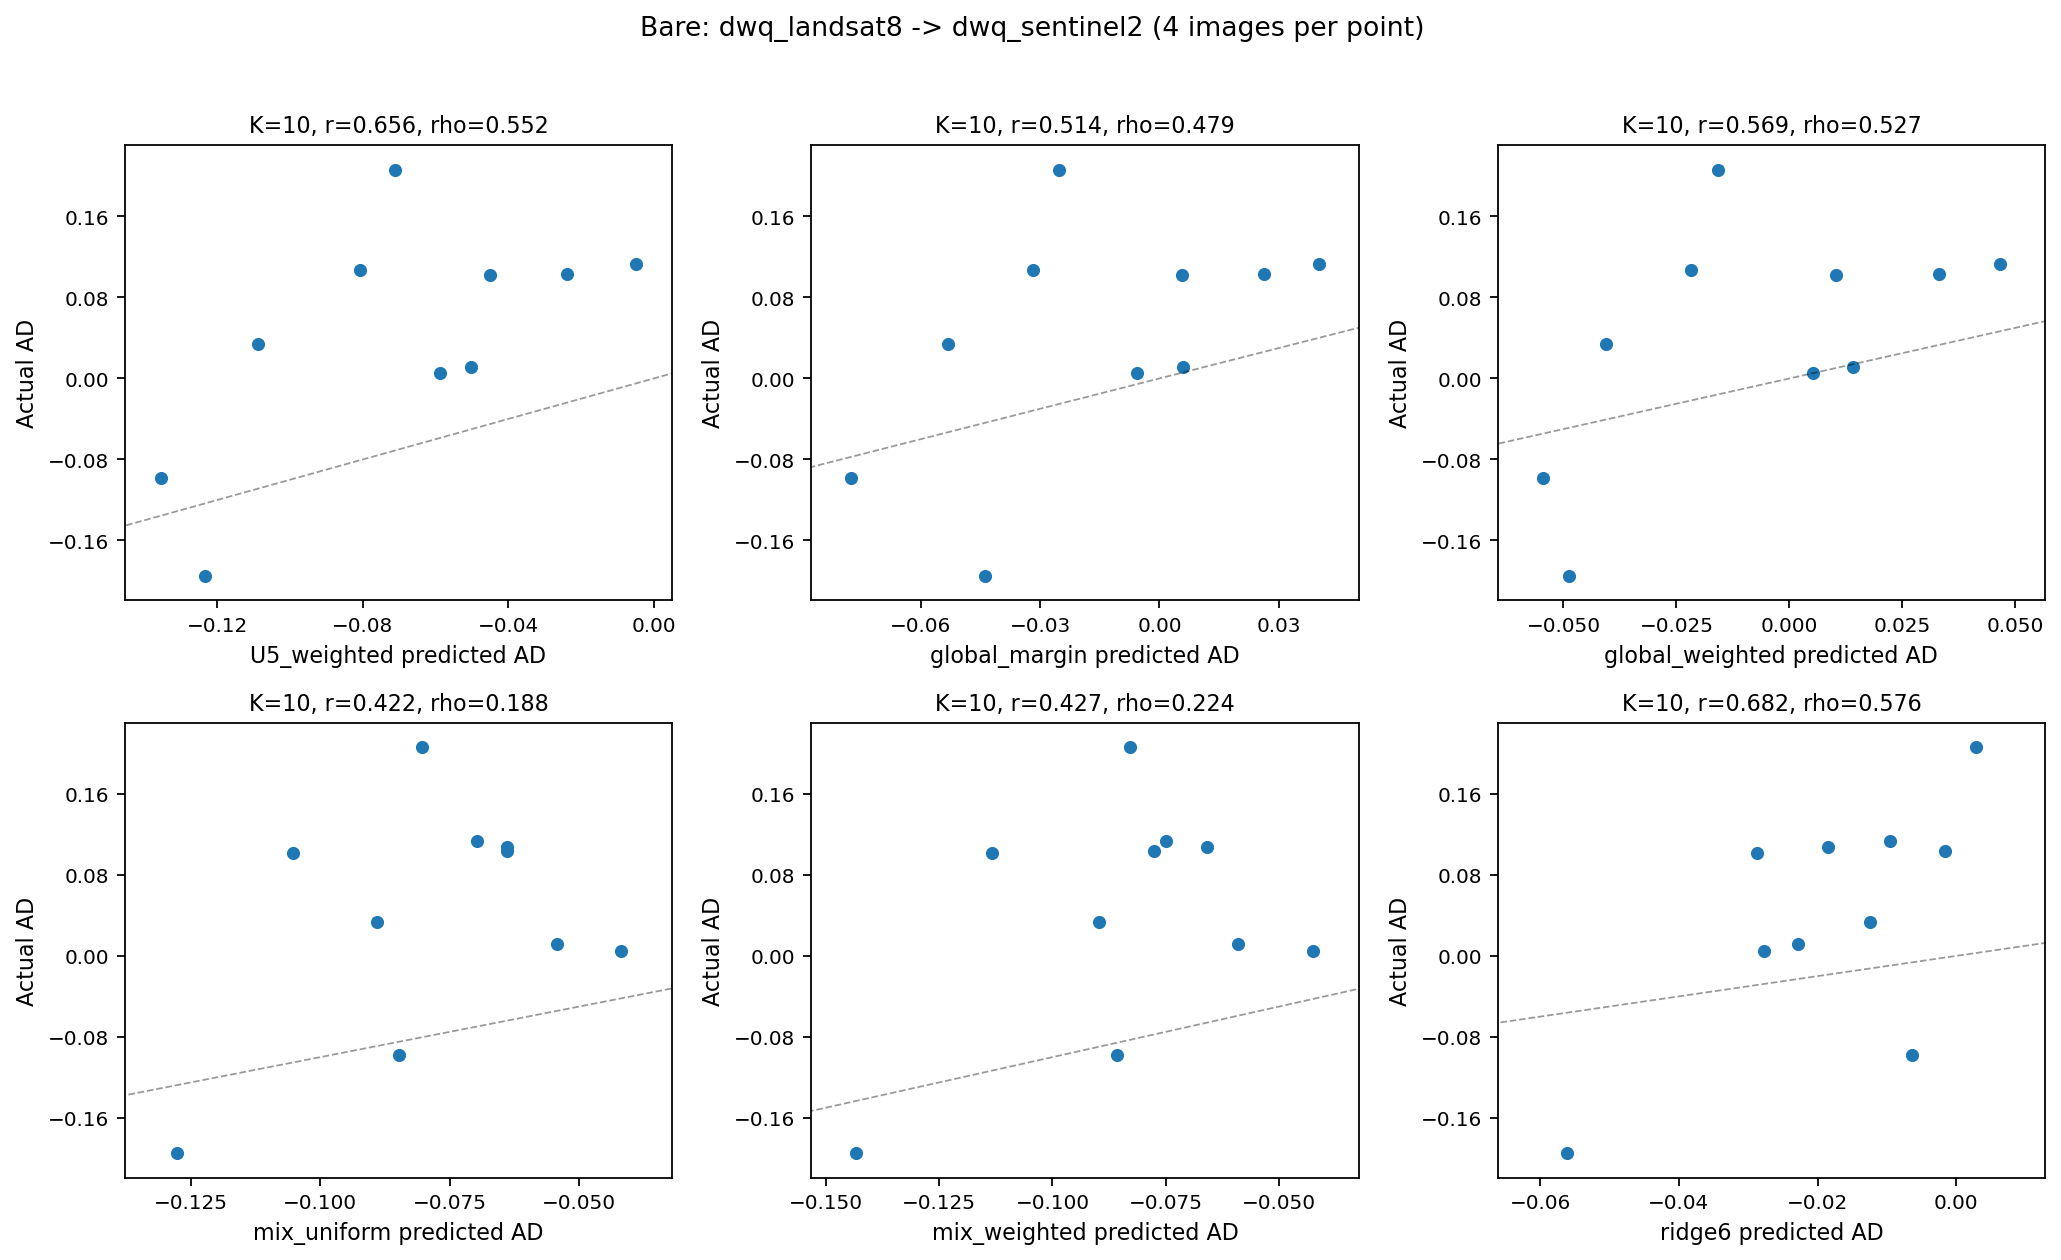 Bare: dwq_landsat8 -> dwq_sentinel2 (4 images per point)
K=10, r=0.656, rho=0.552
K=10, r=0.514, rho=0.479
K=10, r=0.569, rho=0.527
Actual AD
0.16
0.08
0.00
−0.08
−0.16
−0.12
−0.08
−0.04
0.00
U5_weighted predicted AD
Actual AD
0.16
0.08
0.00
−0.08
−0.16
−0.06
−0.03
0.00
0.03
global_margin predicted AD
Actual AD
0.16
0.08
0.00
−0.08
−0.16
−0.050
−0.025
0.000
0.025
0.050
global_weighted predicted AD
K=10, r=0.422, rho=0.188
K=10, r=0.427, rho=0.224
K=10, r=0.682, rho=0.576
Actual AD
0.16
0.08
0.00
−0.08
−0.16
−0.125
−0.100
−0.075
−0.050
mix_uniform predicted AD
Actual AD
0.16
0.08
0.00
−0.08
−0.16
−0.150
−0.125
−0.100
−0.075
−0.050
mix_weighted predicted AD
Actual AD
0.16
0.08
0.00
−0.08
−0.16
−0.06
−0.04
−0.02
0.00
ridge6 predicted AD